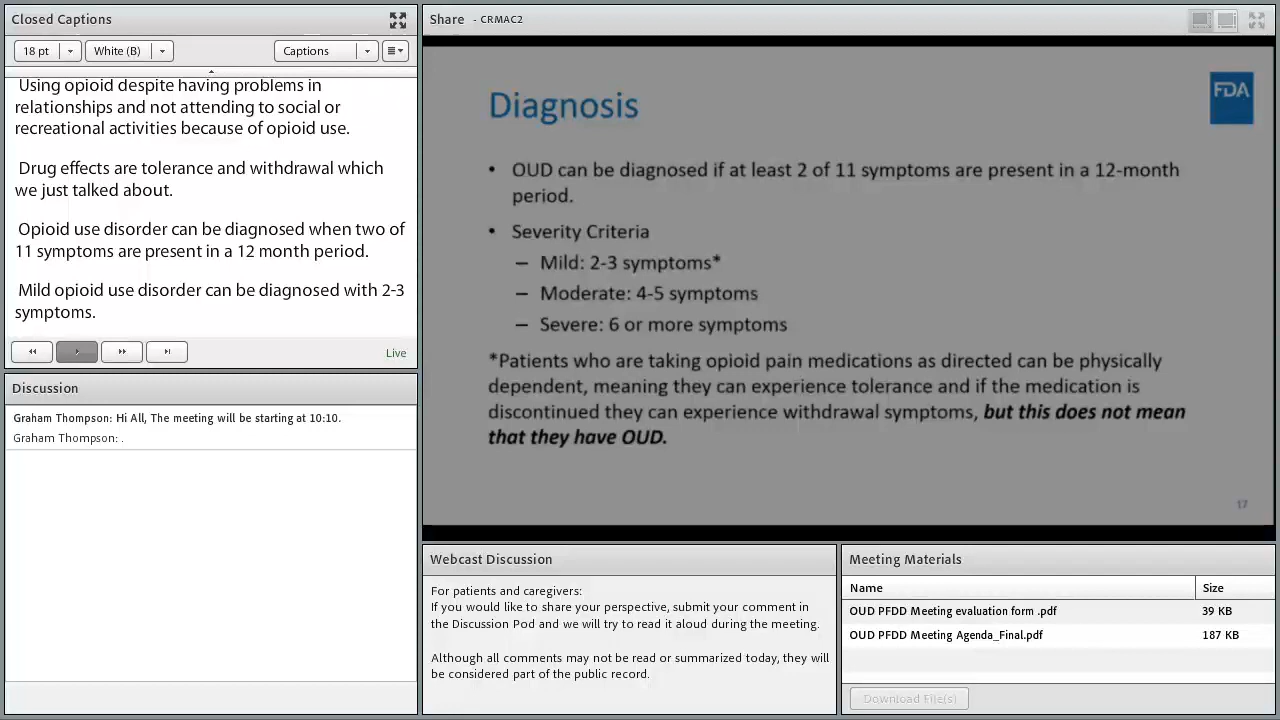 Closed Captions
18 pt
White (B)
Captions
Using opioid despite having problems in
relationships and not attending to social or
recreational activities because of opioid use.
Drug effects are tolerance and withdrawal which
we just talked about.
Opioid use disorder can be diagnosed when two of
11 symptoms are present in a 12 month period.
Mild opioid use disorder can be diagnosed with 2-3
symptoms.
Live
Discussion
Graham Thompson: Hi All, The meeting will be starting at 10:10.
Graham Thompson: .
Share - CRMAC2
Diagnosis
FDA
• OUD can be diagnosed if at least 2 of 11 symptoms are present in a 12-month
period.
• Severity Criteria
– Mild: 2-3 symptoms*
– Moderate: 4-5 symptoms
– Severe: 6 or more symptoms
*Patients who are taking opioid pain medications as directed can be physically
dependent, meaning they can experience tolerance and if the medication is
discontinued they can experience withdrawal symptoms, but this does not mean
that they have OUD.
17
Webcast Discussion
For patients and caregivers:
If you would like to share your perspective, submit your comment in
the Discussion Pod and we will try to read it aloud during the meeting.
Although all comments may not be read or summarized today, they will
be considered part of the public record.
Meeting Materials
Name Size
OUD PFDD Meeting evaluation form .pdf 39 KB
OUD PFDD Meeting Agenda_Final.pdf 187 KB
Download File(s)